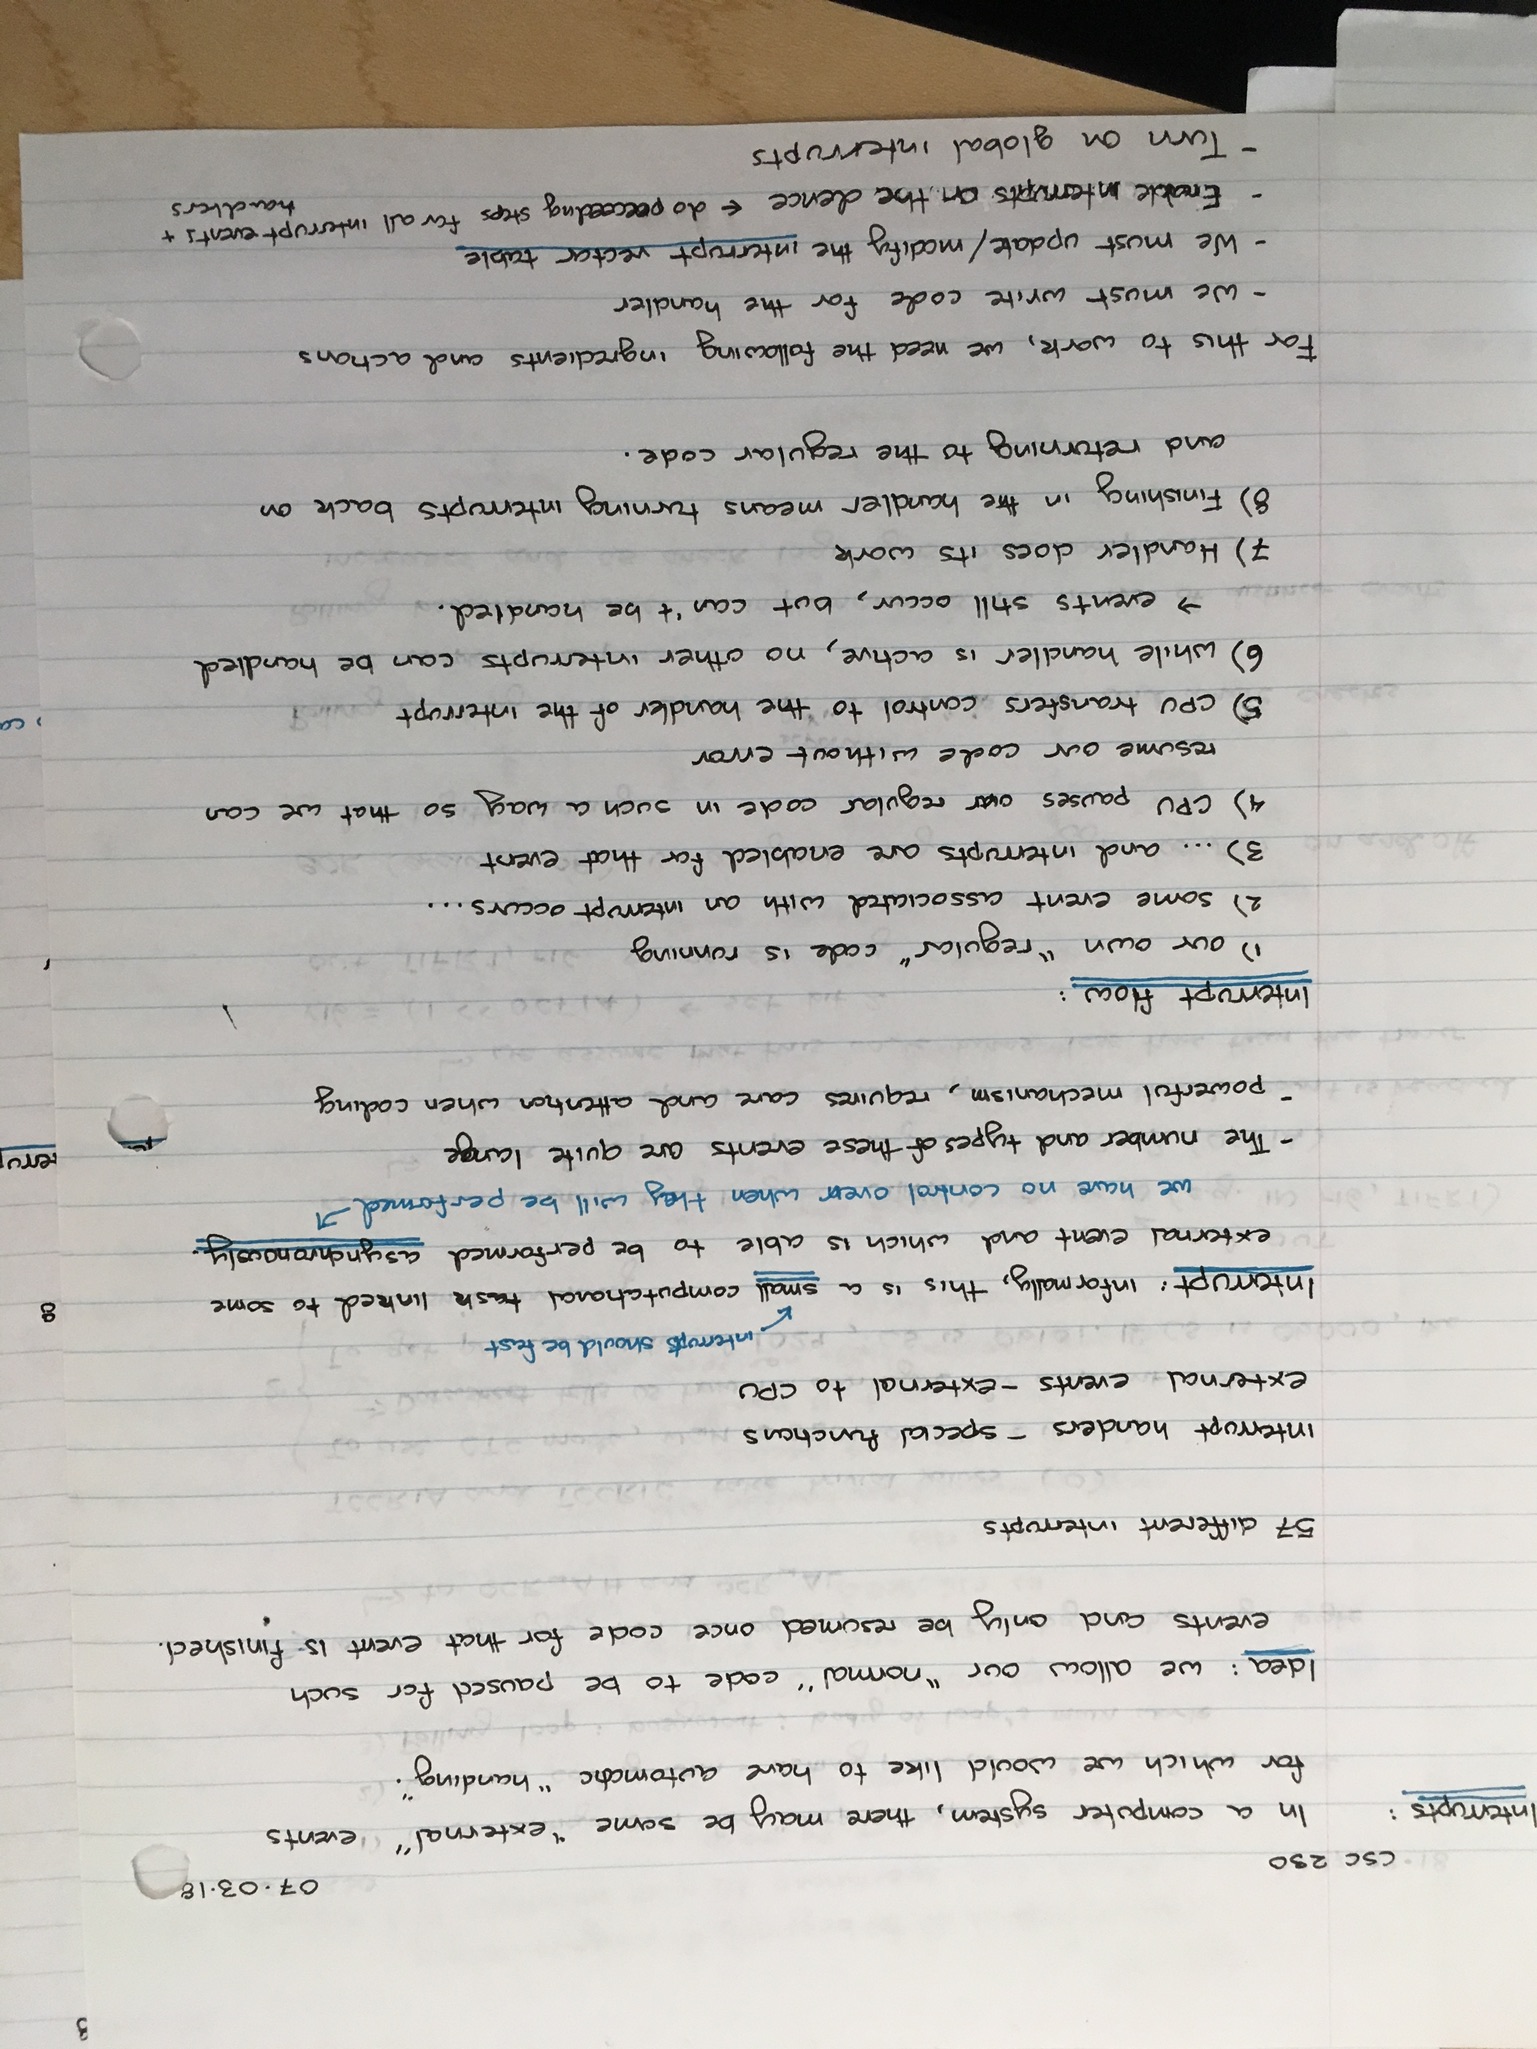 3
07.03.18
CSC 230
Interrupts: In a computer system, there may be some "external" events
for which we would like to have automatic "handing".
Idea: we allow our "normal" code to be paused for such
events and only be resumed once code for that event is finished.
57 different interrupts
interrupt handers - special functions
external events - external to CPU
interrupts should be fast
Interrupt: informally, this is a small computational task linked to some
8
external event and which is able to be performed asynchronously.
we have no control over when they will be performed
- The number and types of these events are quite large
- powerful mechanism, requires care and attention when coding
Interrupt flow:
1) our own "regular" code is running
2) some event associated with an interrupt occurs...
3) ... and interrupts are enabled for that event
4) CPU pauses our regular code in such a way so that we can
resume our code without error
5) CPU transfers control to the handler of the interrupt
6) while handler is active, no other interrupts can be handled
→ events still occur, but can't be handled.
7) Handler does its work
8) Finishing in the handler means turning interrupts back on
and returning to the regular code.
For this to work, we need the following ingredients and actions
- We must write code for the handler
- We must update/modify the interrupt vector table
- Enable interrupts on the device ← do preceeding steps for all interrupt events +
handlers
- Turn on global interrupts